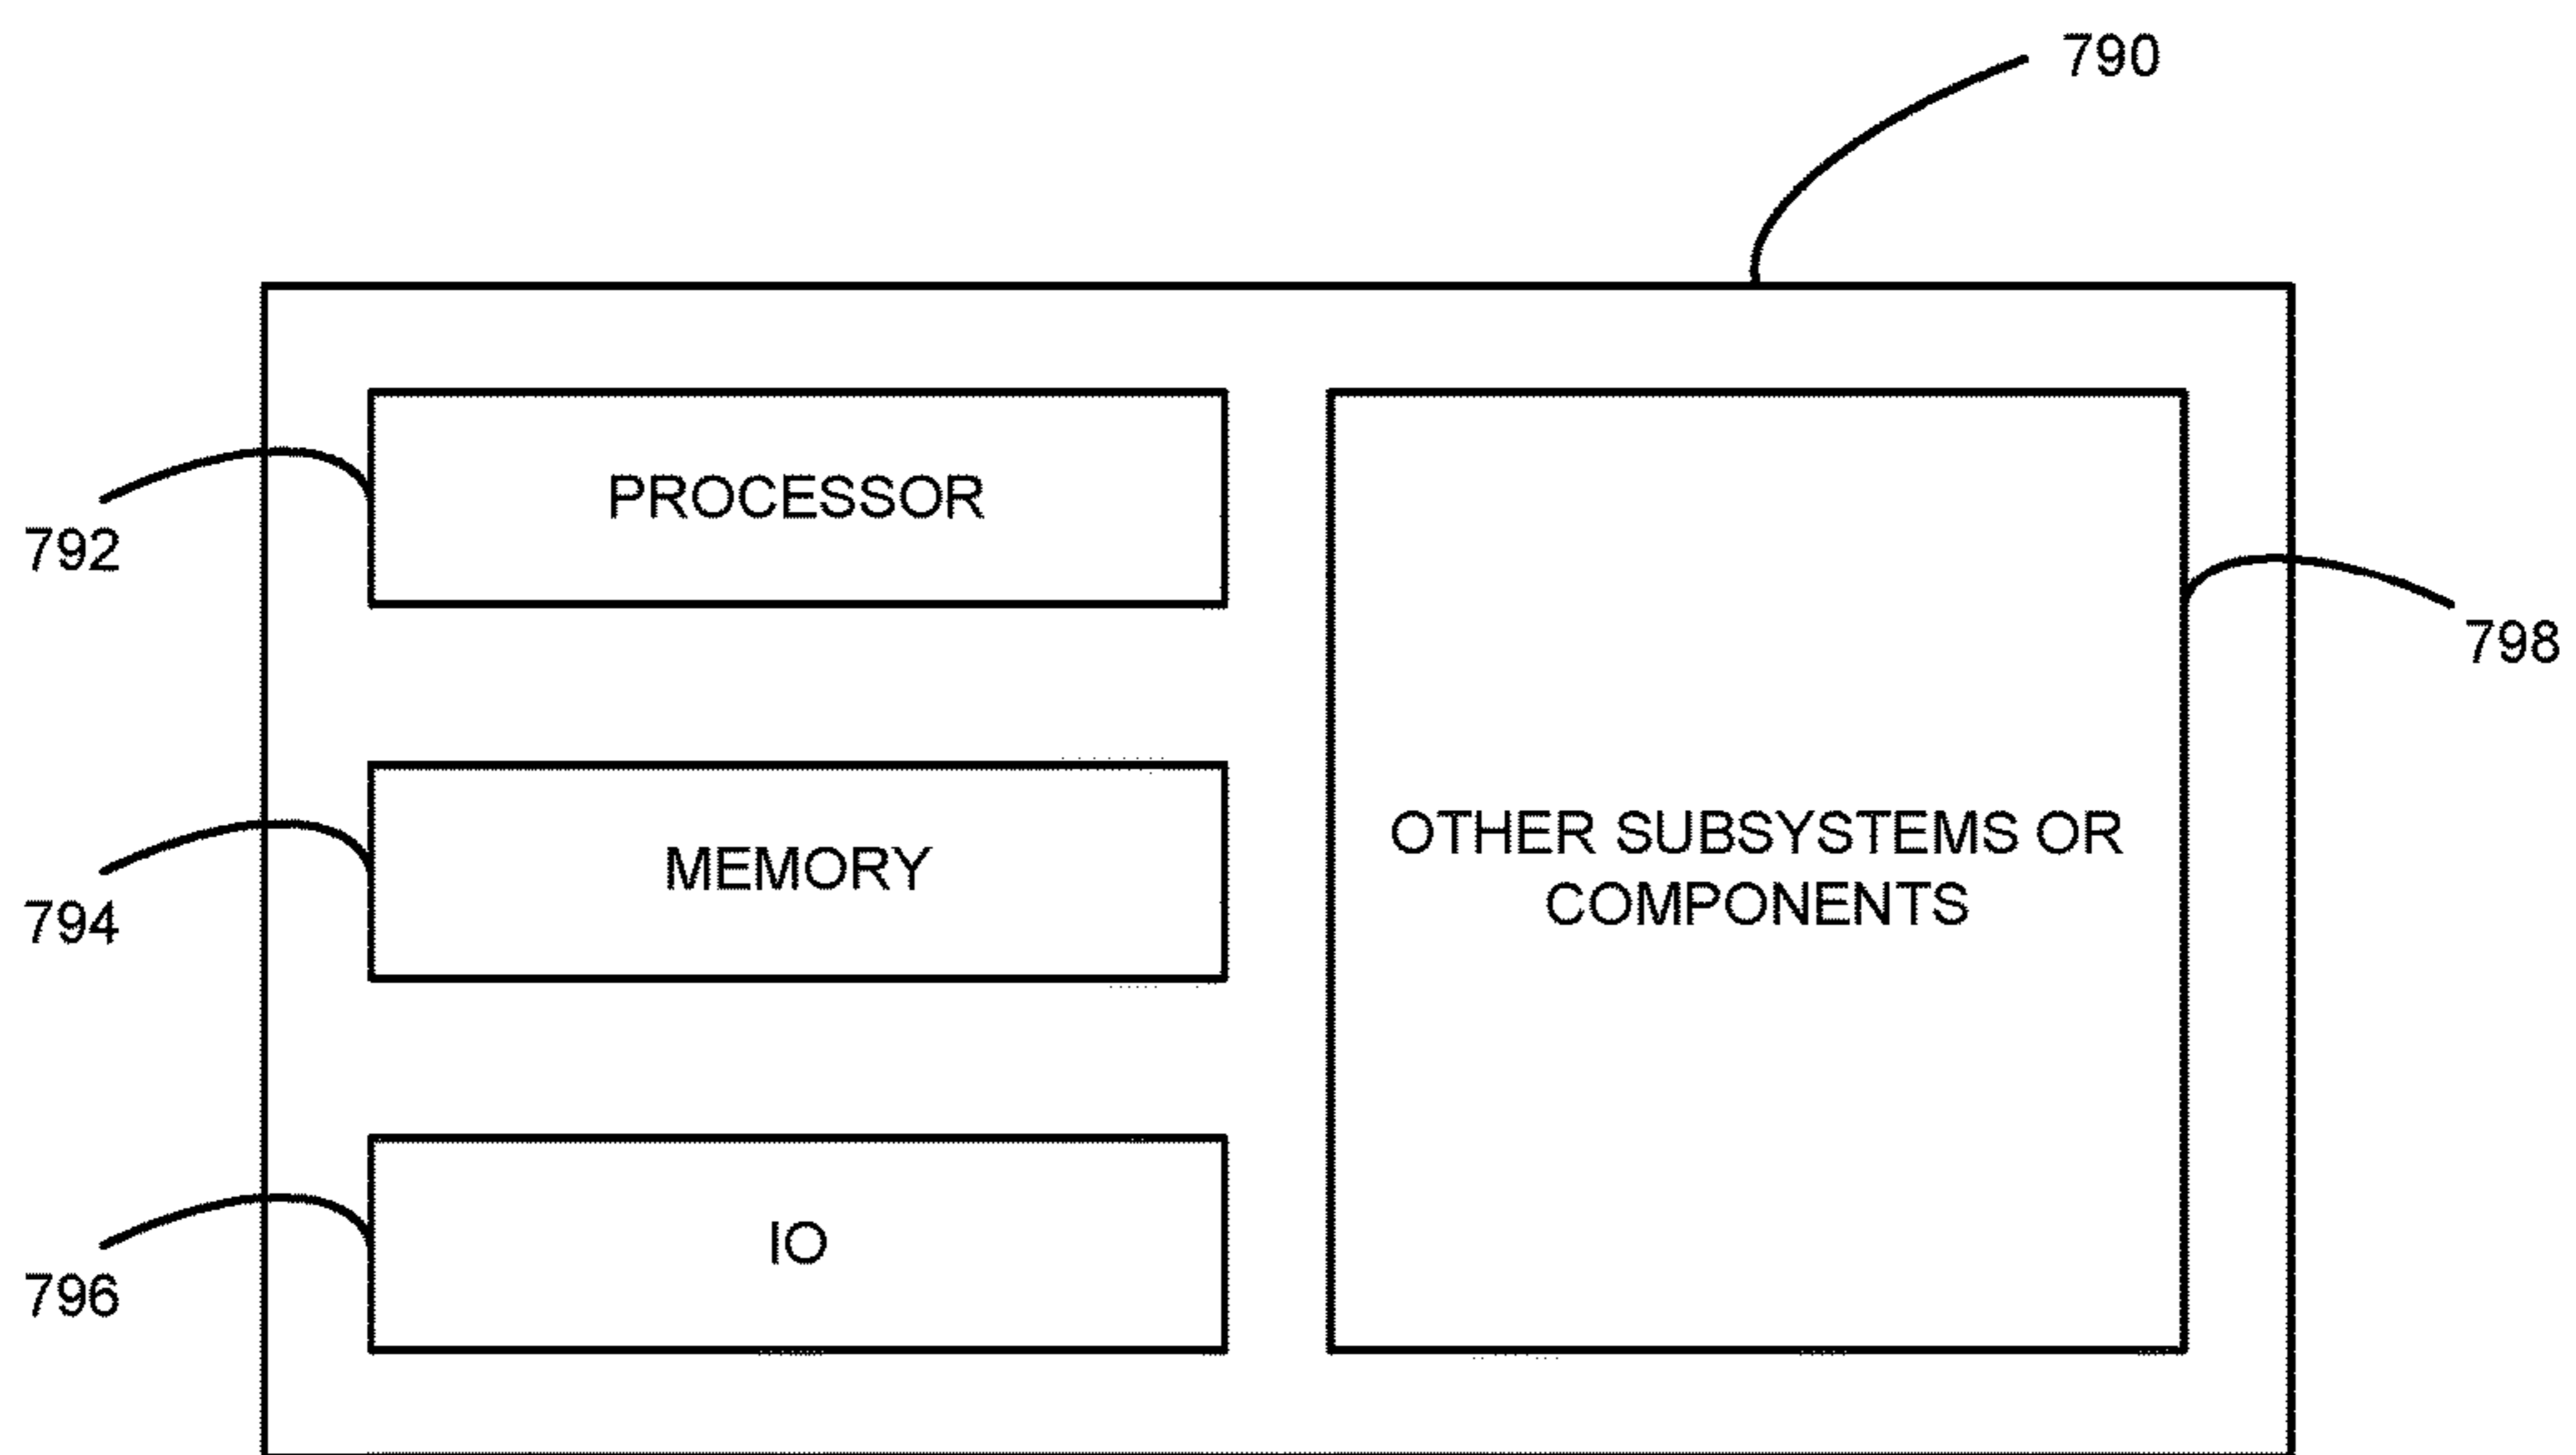 790
PROCESSOR
792
798
OTHER SUBSYSTEMS OR
COMPONENTS
MEMORY
794
IO
796